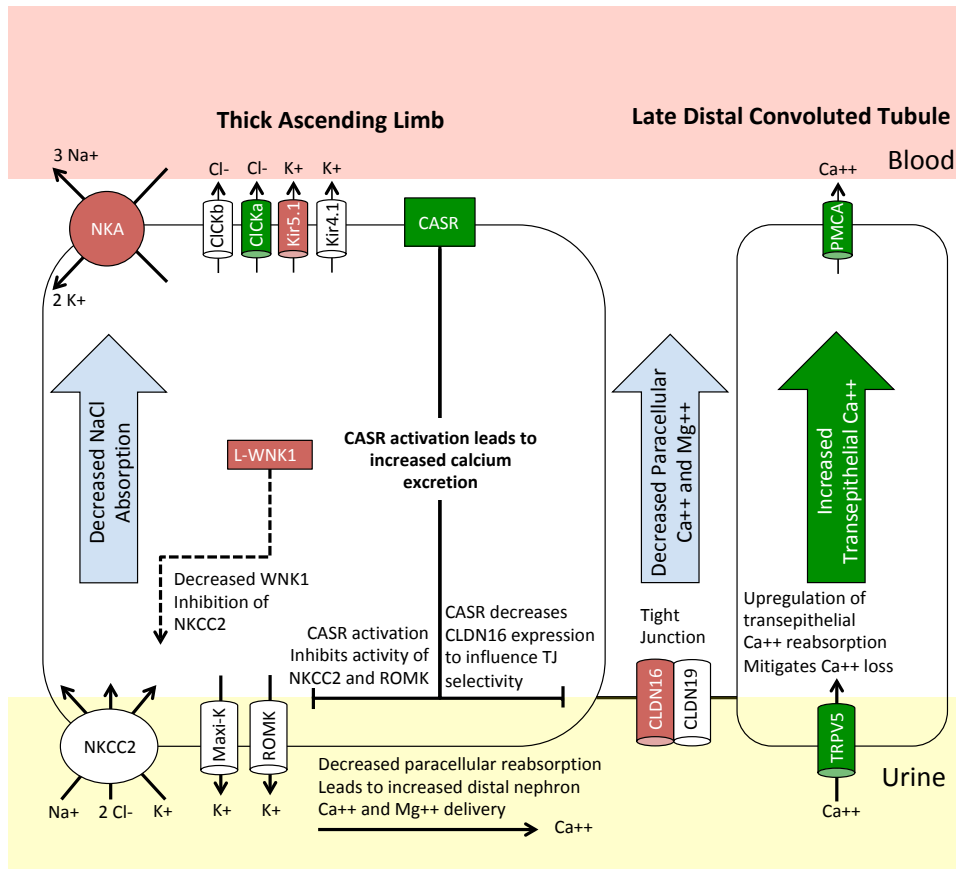 Thick Ascending Limb
Late Distal Convoluted Tubule
Blood
3 Na+
Cl-
Cl-
K+
K+
Ca++
NKA
ClCKb
ClCKa
Kir5.1
Kir4.1
CASR
PMCA
2 K+
Decreased NaCl
Absorption
L-WNK1
CASR activation leads to
increased calcium
excretion
Decreased Paracellular
Ca++ and Mg++
Increased
Transepithelial Ca++
Decreased WNK1
Inhibition of
NKCC2
CASR activation
Inhibits activity of
NKCC2 and ROMK
CASR decreases
CLDN16 expression
to influence TJ
selectivity
Tight
Junction
Upregulation of
transepithelial
Ca++ reabsorption
Mitigates Ca++ loss
CLDN16
CLDN19
TRPV5
NKCC2
Maxi-K
ROMK
Urine
Na+
2 Cl-
K+
K+
K+
Decreased paracellular reabsorption
Leads to increased distal nephron
Ca++ and Mg++ delivery
Ca++
Ca++